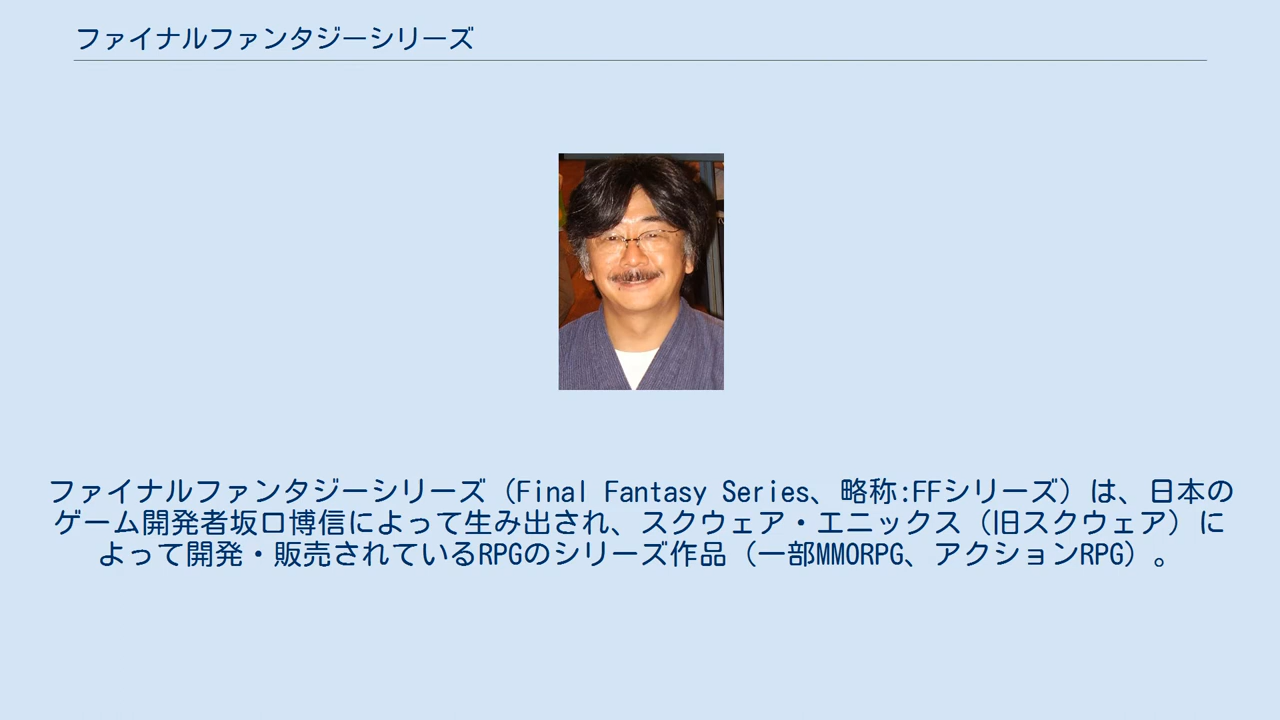 ファイナルファンタジーシリーズ
ファイナルファンタジーシリーズ（Final Fantasy Series、略称:FFシリーズ）は、日本の
ゲーム開発者坂口博信によって生み出され、スクウェア・エニックス（旧スクウェア）に
よって開発・販売されているRPGのシリーズ作品（一部MMORPG、アクションRPG）。